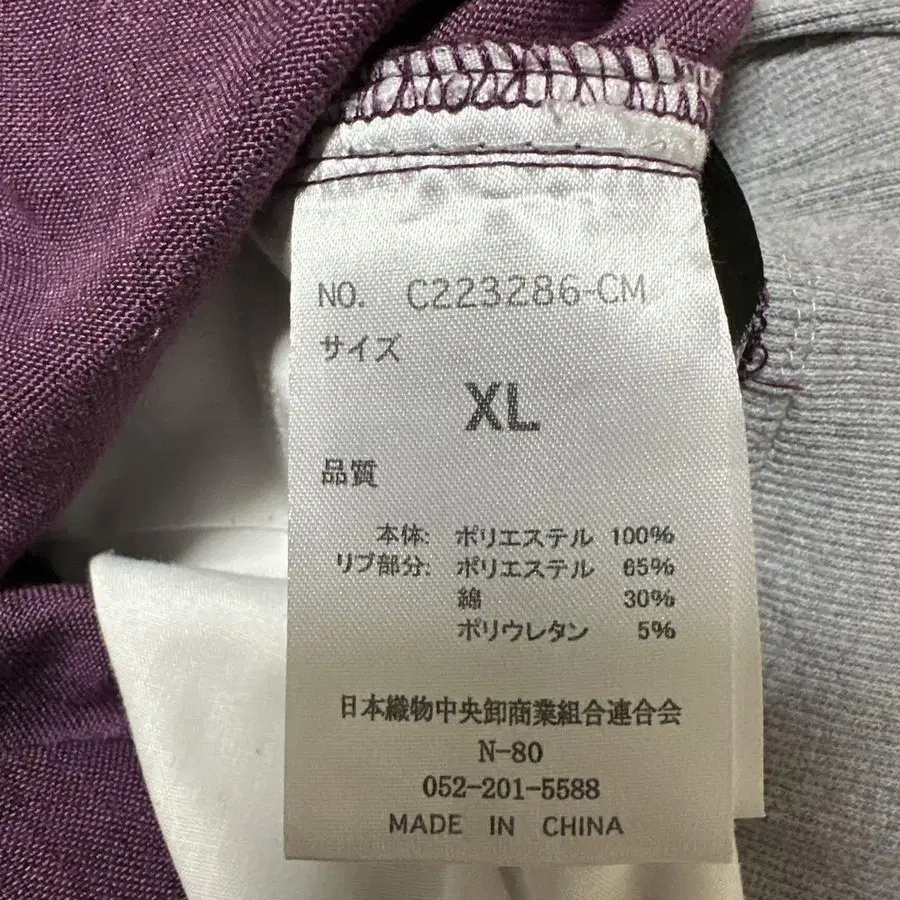 NO. C223286-CM
サイズ
XL
品質
本体: ポリエステル 100%
リブ部分: ポリエステル 65%
綿 30%
ポリウレタン 5%
日本織物中央卸商業組合連合会
N-80
052-201-5588
MADE IN CHINA